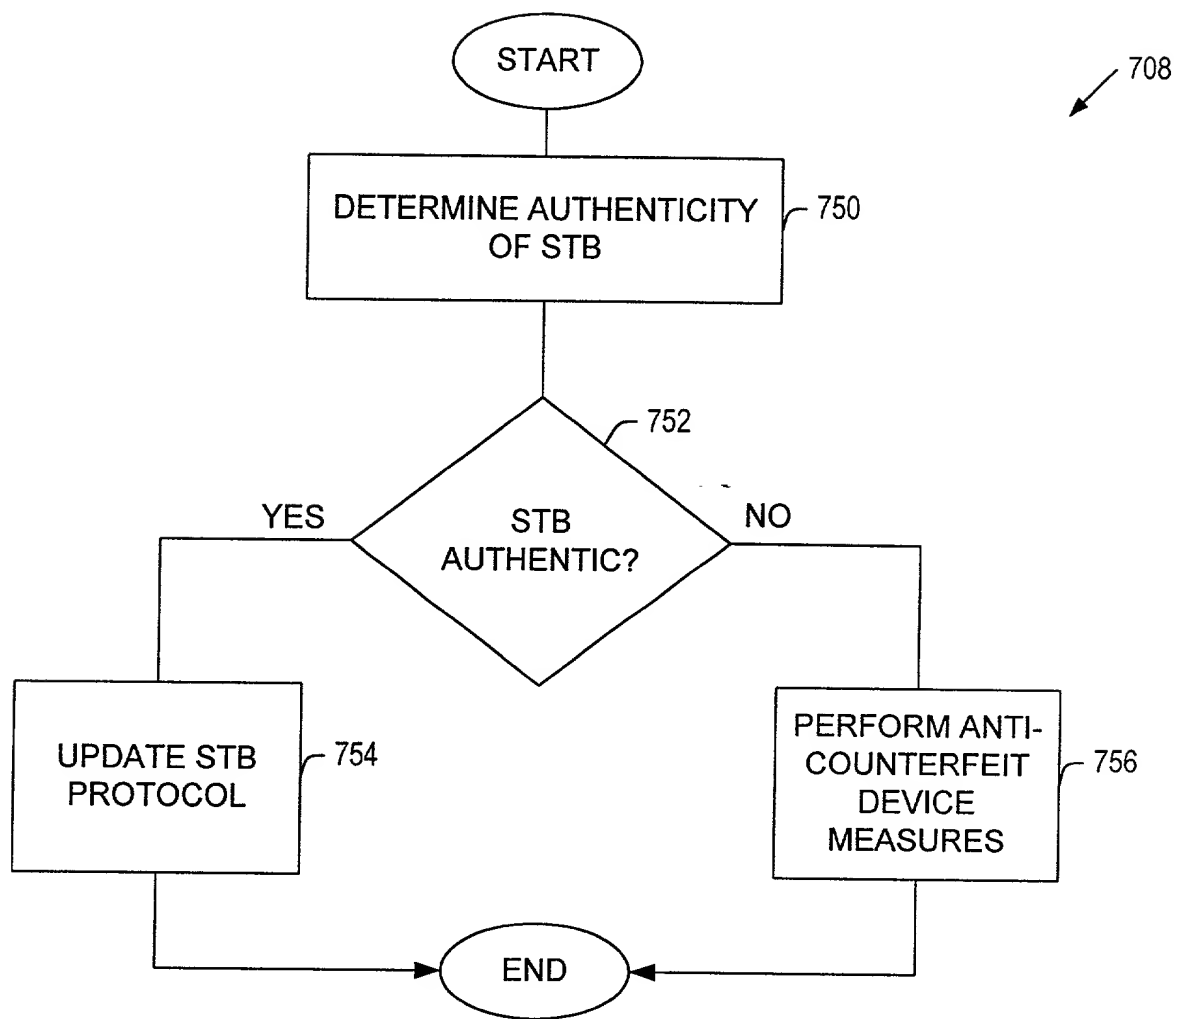 START
708
DETERMINE AUTHENTICITY
OF STB
750
752
YES
STB
AUTHENTIC?
NO
UPDATE STB
PROTOCOL
754
PERFORM ANTI-
COUNTERFEIT
DEVICE
MEASURES
756
END